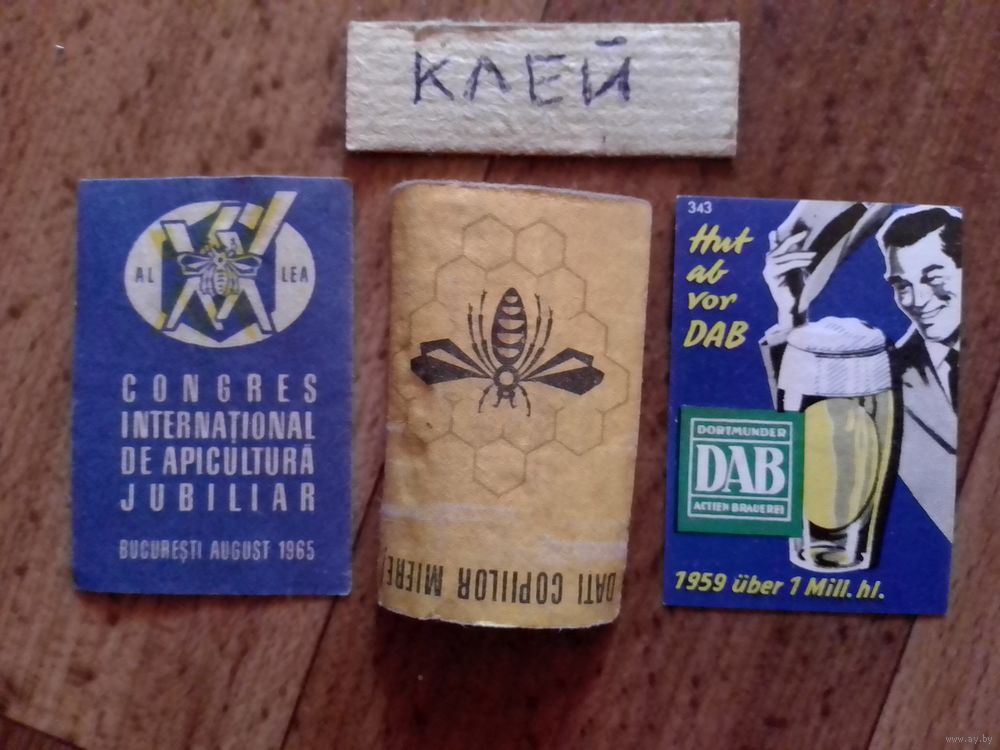 КЛЕЙ
AL LEA
CONGRES
INTERNAȚIONAL
DE APICULTURĂ
JUBILIAR
BUCUREȘTI AUGUST 1965
DAȚI COPIILOR MIERE
343
Hut
ab
vor
DAB
DORTMUNDER
DAB
ACTIEN BRAUEREI
1959 über 1 Mill. hl.
www.ay.by